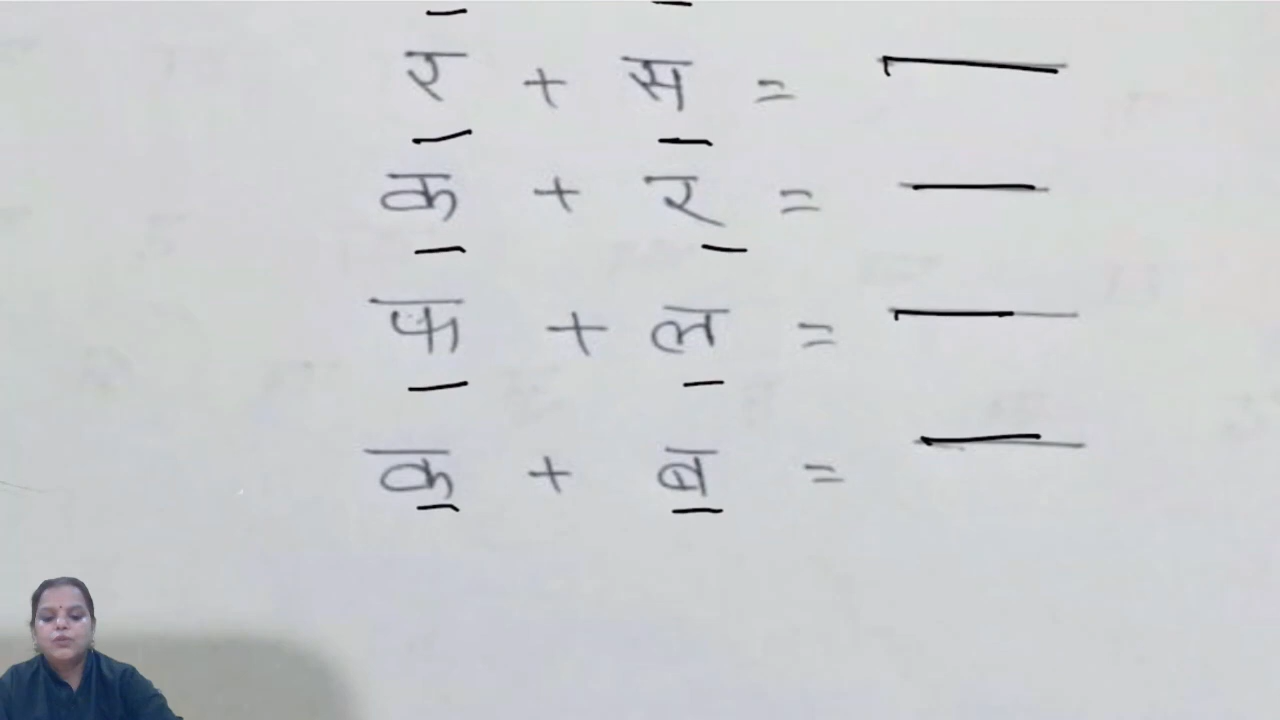 र + स =
क + र =
फ + ल =
क + ब =